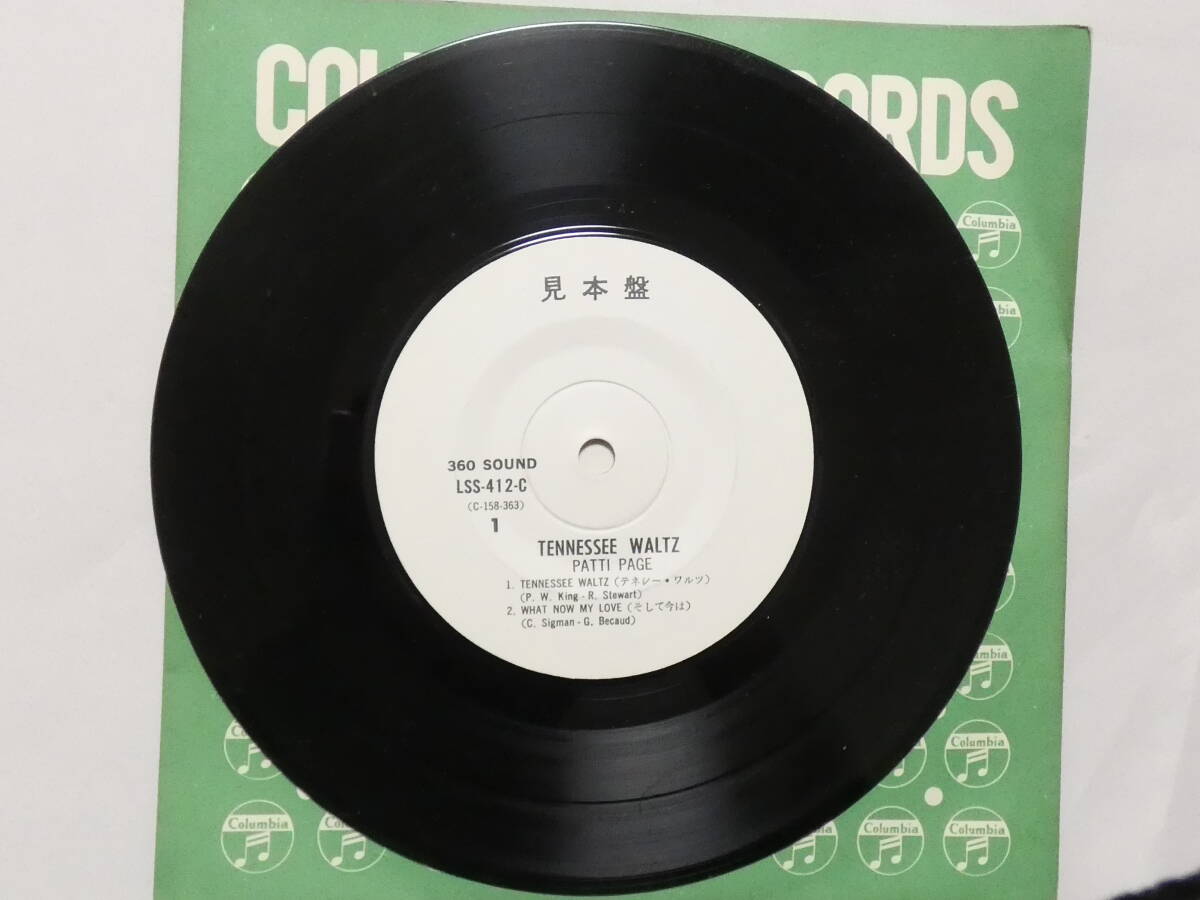 COL ORDS
見本盤
360 SOUND
LSS-412-C
(C-158-363)
1
TENNESSEE WALTZ
PATTI PAGE
1. TENNESSEE WALTZ (テネシー・ワルツ)
(P. W. King - R. Stewart)
2. WHAT NOW MY LOVE (そして今は)
(C. Sigman - G. Becaud)
Columbia
mbia
mbia
Columbia
Columbia
Columbia
Columbia
Columbia